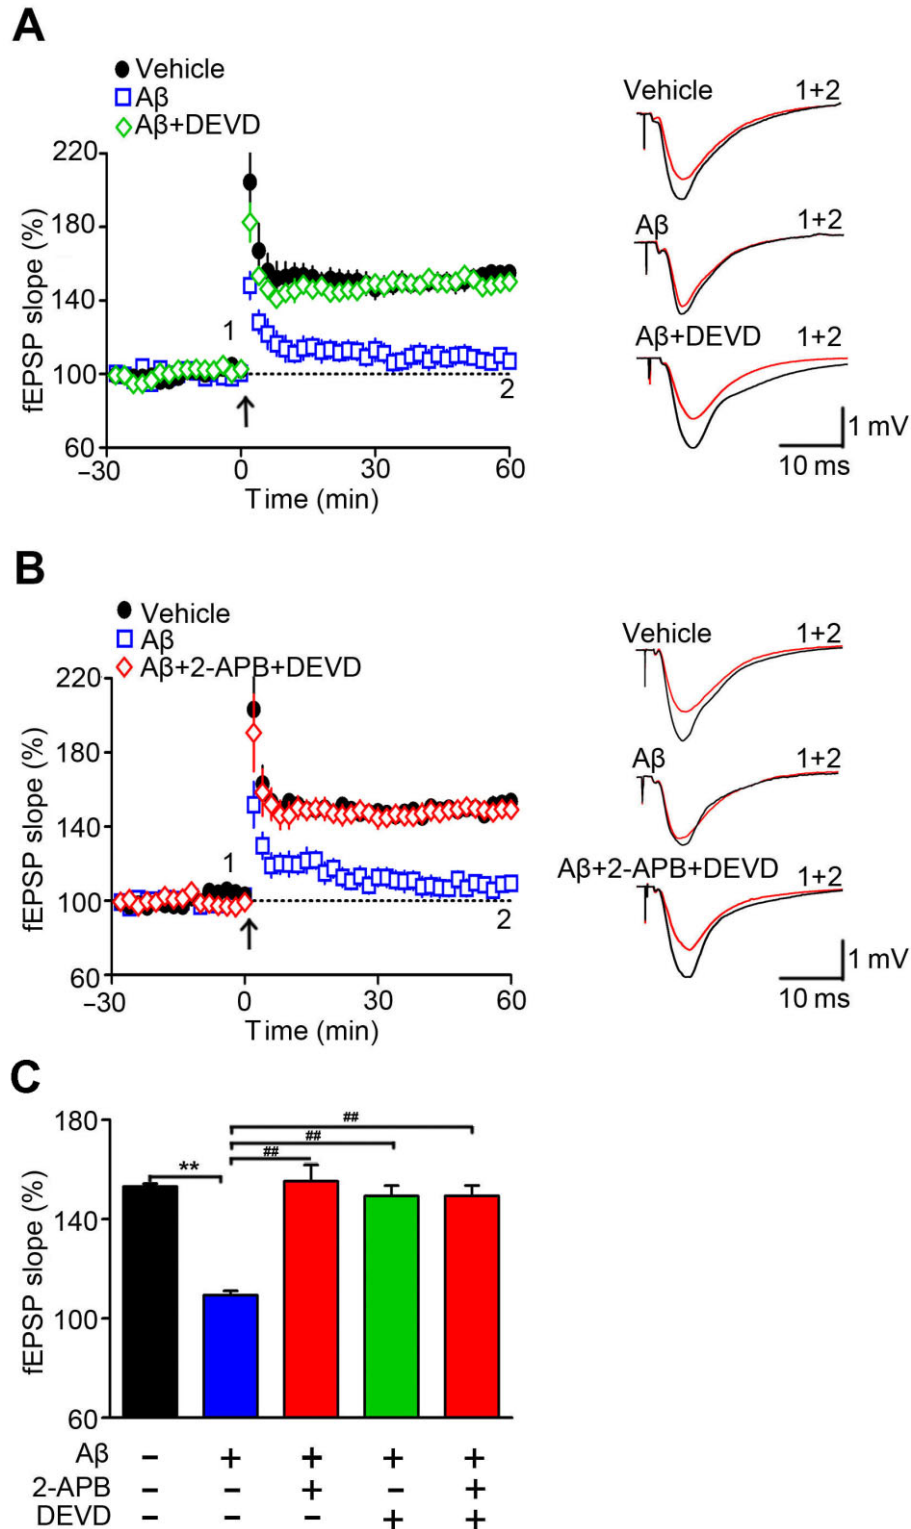 A
Vehicle
Aβ
Aβ+DEVD
220
180
140
100
60
fEPSP slope (%)
1
2
−30
0
30
60
Time (min)
Vehicle
1+2
Aβ
1+2
Aβ+DEVD
1+2
1 mV
10 ms
B
Vehicle
Aβ
Aβ+2-APB+DEVD
220
180
140
100
60
fEPSP slope (%)
1
2
−30
0
30
60
Time (min)
Vehicle
1+2
Aβ
1+2
Aβ+2-APB+DEVD
1+2
1 mV
10 ms
C
180
140
100
60
fEPSP slope (%)
**
##
##
##
Aβ − + + + +
2-APB − − + − +
DEVD − − − + +